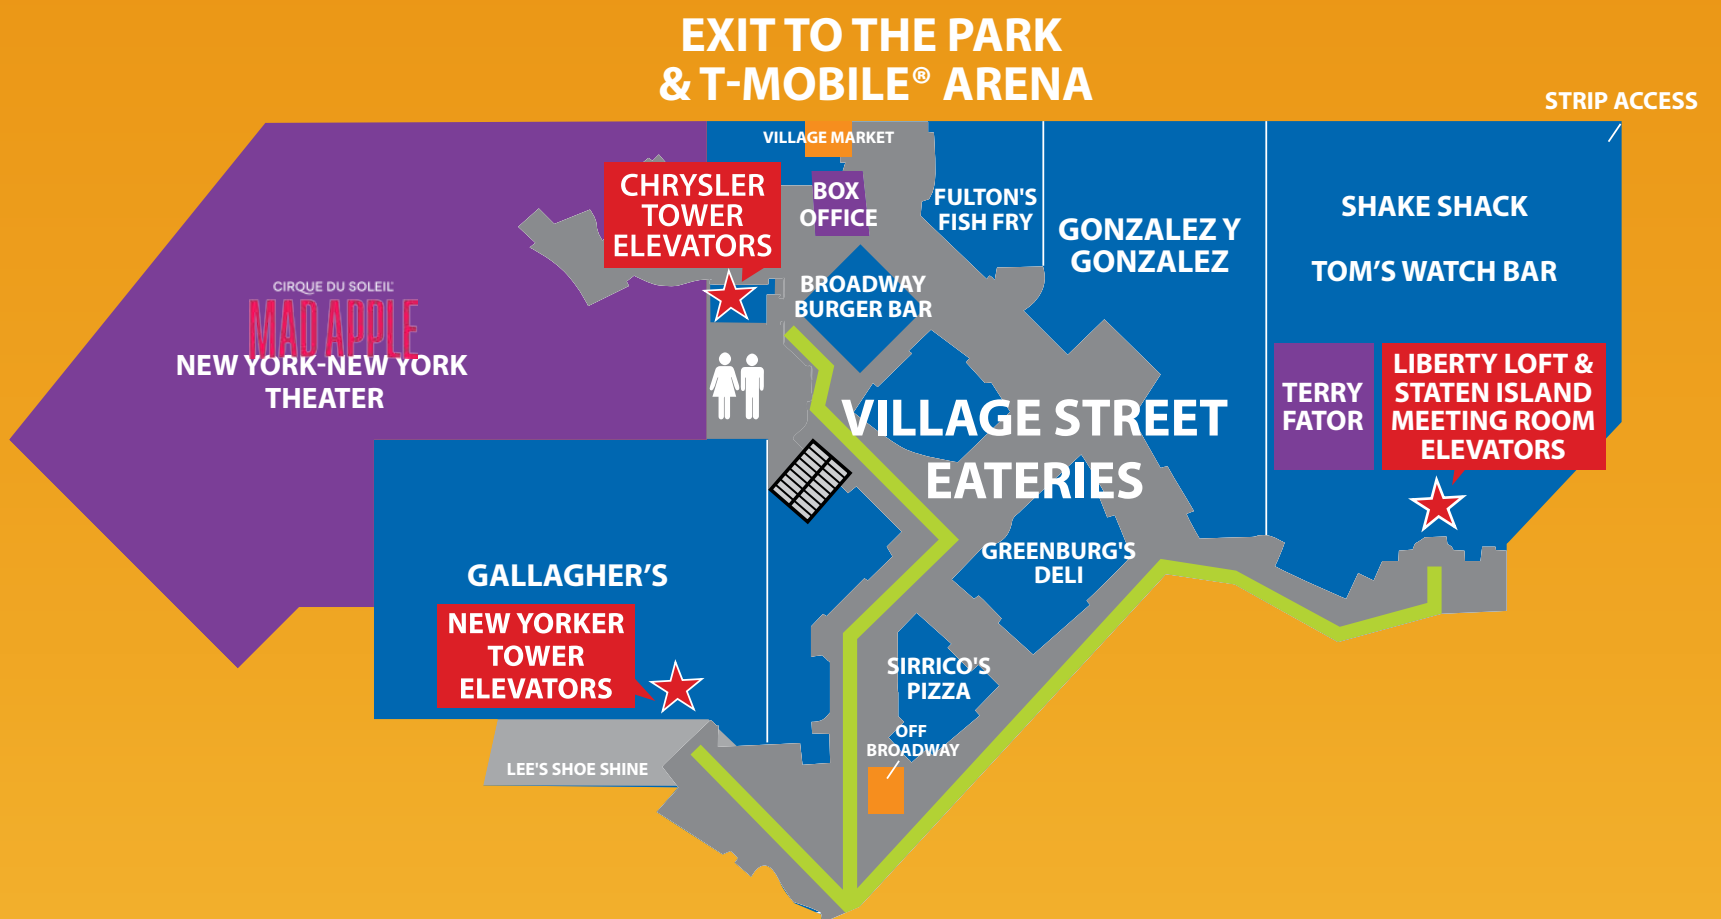 EXIT TO THE PARK
& T-MOBILE® ARENA
STRIP ACCESS
VILLAGE MARKET
CHRYSLER
TOWER
ELEVATORS
BOX
OFFICE
FULTON'S
FISH FRY
GONZALEZ Y
GONZALEZ
SHAKE SHACK
TOM'S WATCH BAR
BROADWAY
BURGER BAR
CIRQUE DU SOLEIL
MAD APPLE
NEW YORK-NEW YORK
THEATER
TERRY
FATOR
LIBERTY LOFT &
STATEN ISLAND
MEETING ROOM
ELEVATORS
VILLAGE STREET
EATERIES
GREENBURG'S
DELI
GALLAGHER'S
NEW YORKER
TOWER
ELEVATORS
SIRRICO'S
PIZZA
OFF
BROADWAY
LEE'S SHOE SHINE